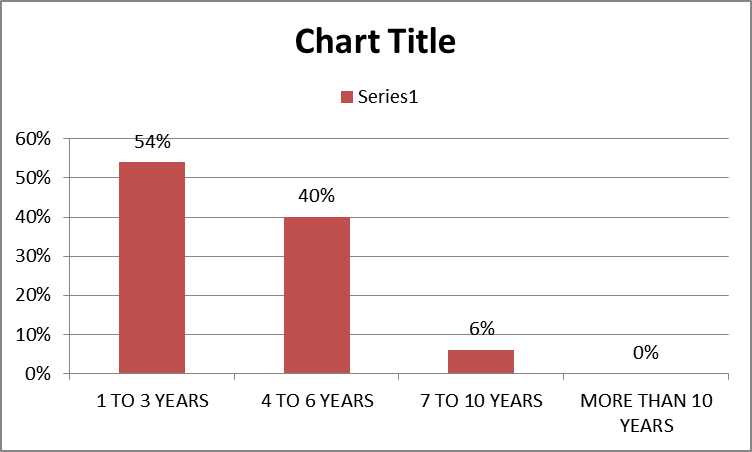 Chart Title
Series1
60%
50%
40%
30%
20%
10%
0%
54%
40%
6%
0%
1 TO 3 YEARS
4 TO 6 YEARS
7 TO 10 YEARS
MORE THAN 10
YEARS